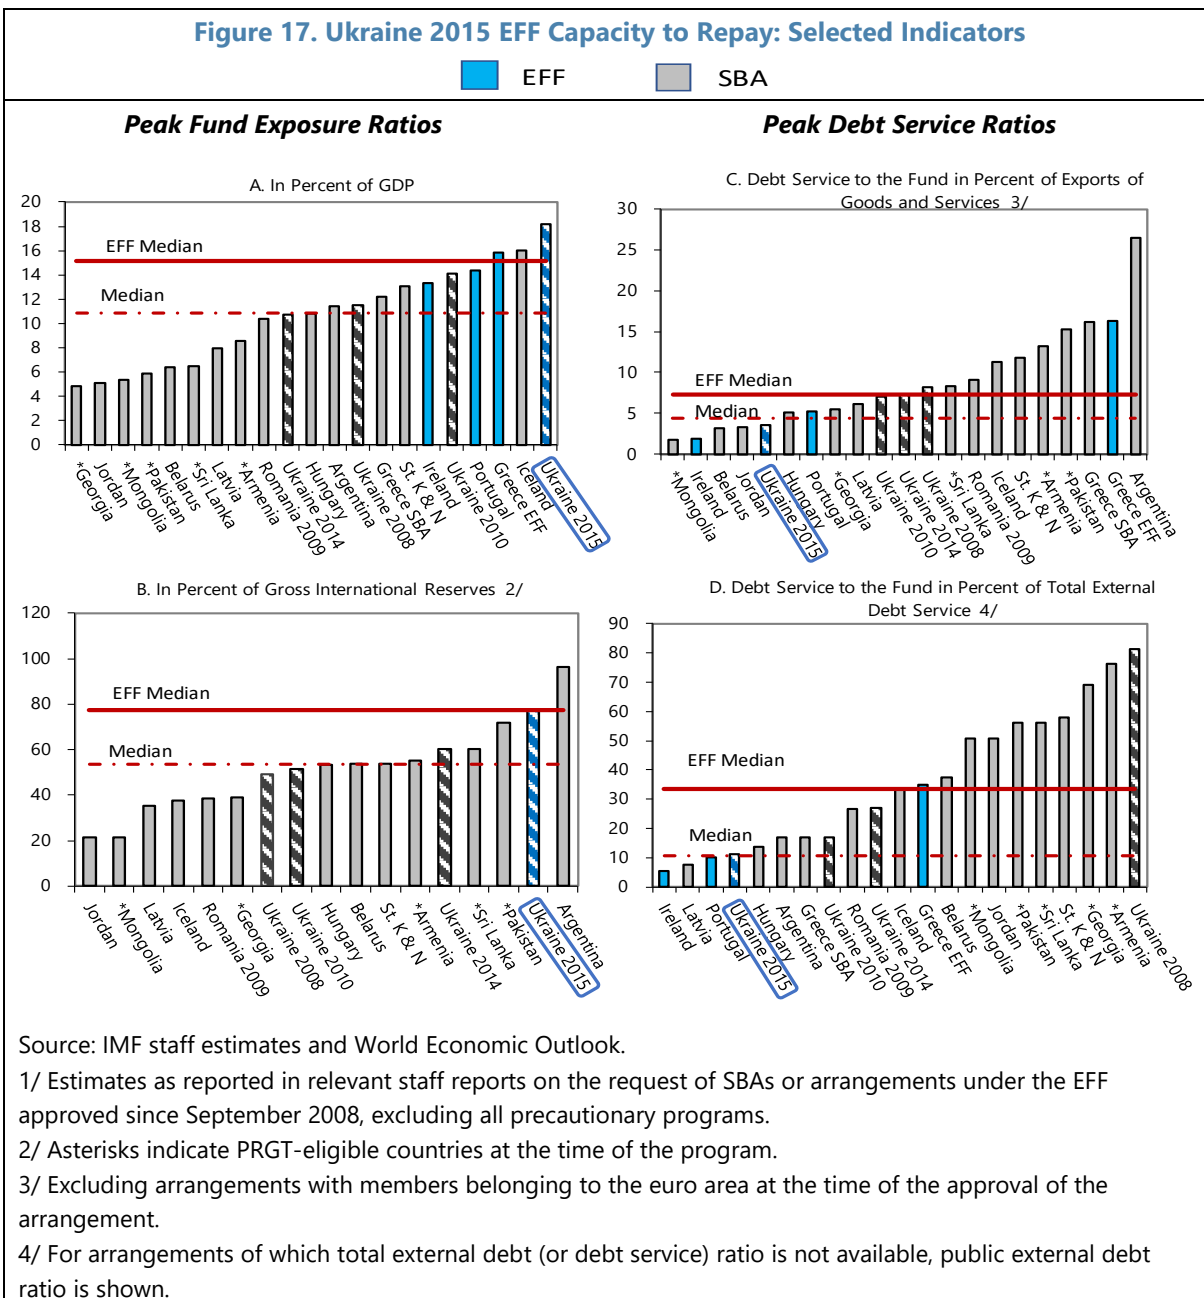 Figure 17. Ukraine 2015 EFF Capacity to Repay: Selected Indicators
EFF
SBA
Peak Fund Exposure Ratios
Peak Debt Service Ratios
A. In Percent of GDP
20
18
16
14
12
10
8
6
4
2
0
EFF Median
Median
*Georgia
Jordan
*Mongolia
*Pakistan
Belarus
*Sri Lanka
Latvia
*Armenia
Romania 2009
Ukraine 2014
Hungary
Argentina
Ukraine 2008
Greece SBA
St. K & N
Ireland
Ukraine 2010
Portugal
Greece EFF
Iceland
Ukraine 2015
C. Debt Service to the Fund in Percent of Exports of
Goods and Services 3/
30
25
20
15
10
5
0
EFF Median
Median
*Mongolia
Ireland
Belarus
Jordan
Ukraine 2015
Hungary
Portugal
*Georgia
Latvia
Ukraine 2010
Ukraine 2014
Ukraine 2008
*Sri Lanka
Romania 2009
Iceland
St. K & N
*Armenia
*Pakistan
Greece SBA
Greece EFF
Argentina
B. In Percent of Gross International Reserves 2/
120
100
80
60
40
20
0
EFF Median
Median
Jordan
*Mongolia
Latvia
Iceland
Romania 2009
*Georgia
Ukraine 2008
Ukraine 2010
Hungary
Belarus
St. K & N
*Armenia
Ukraine 2014
*Sri Lanka
*Pakistan
Ukraine 2015
Argentina
D. Debt Service to the Fund in Percent of Total External
Debt Service 4/
90
80
70
60
50
40
30
20
10
0
EFF Median
Median
Ireland
Latvia
Portugal
Ukraine 2015
Hungary
Argentina
Greece SBA
Ukraine 2010
Romania 2009
Ukraine 2014
Iceland
Greece EFF
Belarus
*Mongolia
Jordan
*Pakistan
*Sri Lanka
St. K & N
*Georgia
*Armenia
Ukraine 2008
Source: IMF staff estimates and World Economic Outlook.
1/ Estimates as reported in relevant staff reports on the request of SBAs or arrangements under the EFF
approved since September 2008, excluding all precautionary programs.
2/ Asterisks indicate PRGT-eligible countries at the time of the program.
3/ Excluding arrangements with members belonging to the euro area at the time of the approval of the
arrangement.
4/ For arrangements of which total external debt (or debt service) ratio is not available, public external debt
ratio is shown.